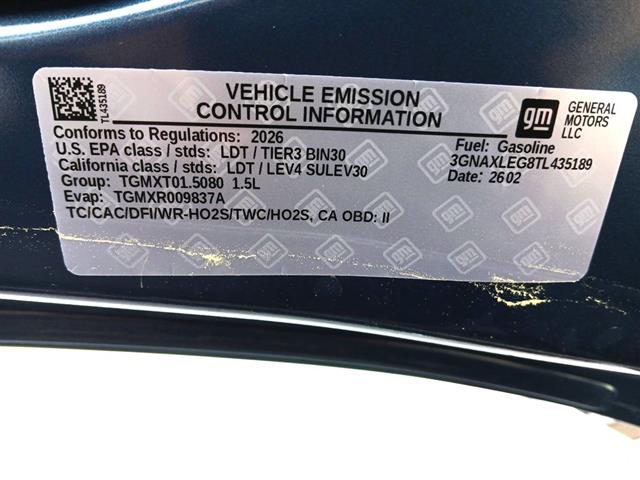 TL435189
VEHICLE EMISSION
CONTROL INFORMATION
gm
GENERAL
MOTORS
LLC
Conforms to Regulations: 2026
U.S. EPA class / stds: LDT / TIER3 BIN30
California class / stds: LDT / LEV4 SULEV30
Group: TGMXT01.5080 1.5L
Evap: TGMXR009837A
TC/CAC/DFI/WR-HO2S/TWC/HO2S, CA OBD: II
Fuel: Gasoline
3GNAXLEG8TL435189
Date: 2602